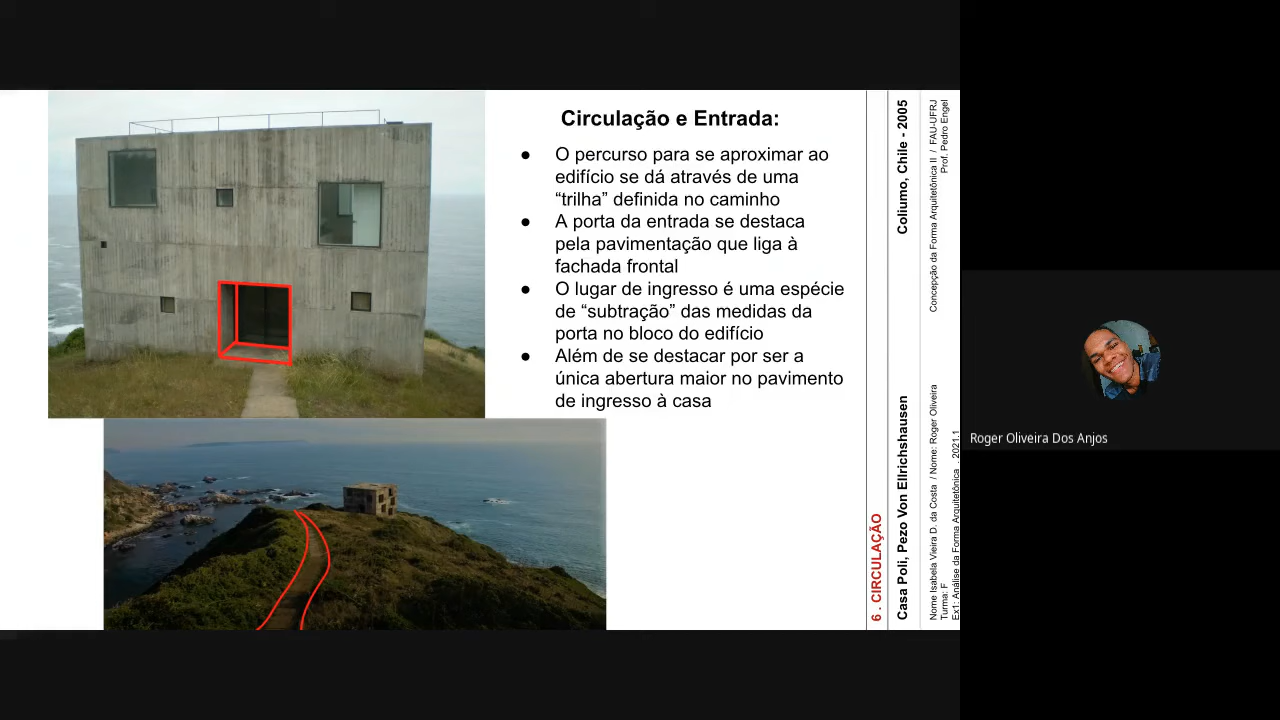 Circulação e Entrada:
● O percurso para se aproximar ao
edifício se dá através de uma
“trilha” definida no caminho
● A porta da entrada se destaca
pela pavimentação que liga à
fachada frontal
● O lugar de ingresso é uma espécie
de “subtração” das medidas da
porta no bloco do edifício
● Além de se destacar por ser a
única abertura maior no pavimento
de ingresso à casa
6 . CIRCULAÇÃO
Casa Poli, Pezo Von Ellrichshausen
Coliumo, Chile - 2005
Nome Isabela Vieira D. da Costa / Nome: Roger Oliveira
Turma: F
Ex1: Análise da Forma Arquitetônica . 2021.1
Concepção da Forma Arquitetônica II / FAU-UFRJ
Prof. Pedro Engel
Roger Oliveira Dos Anjos